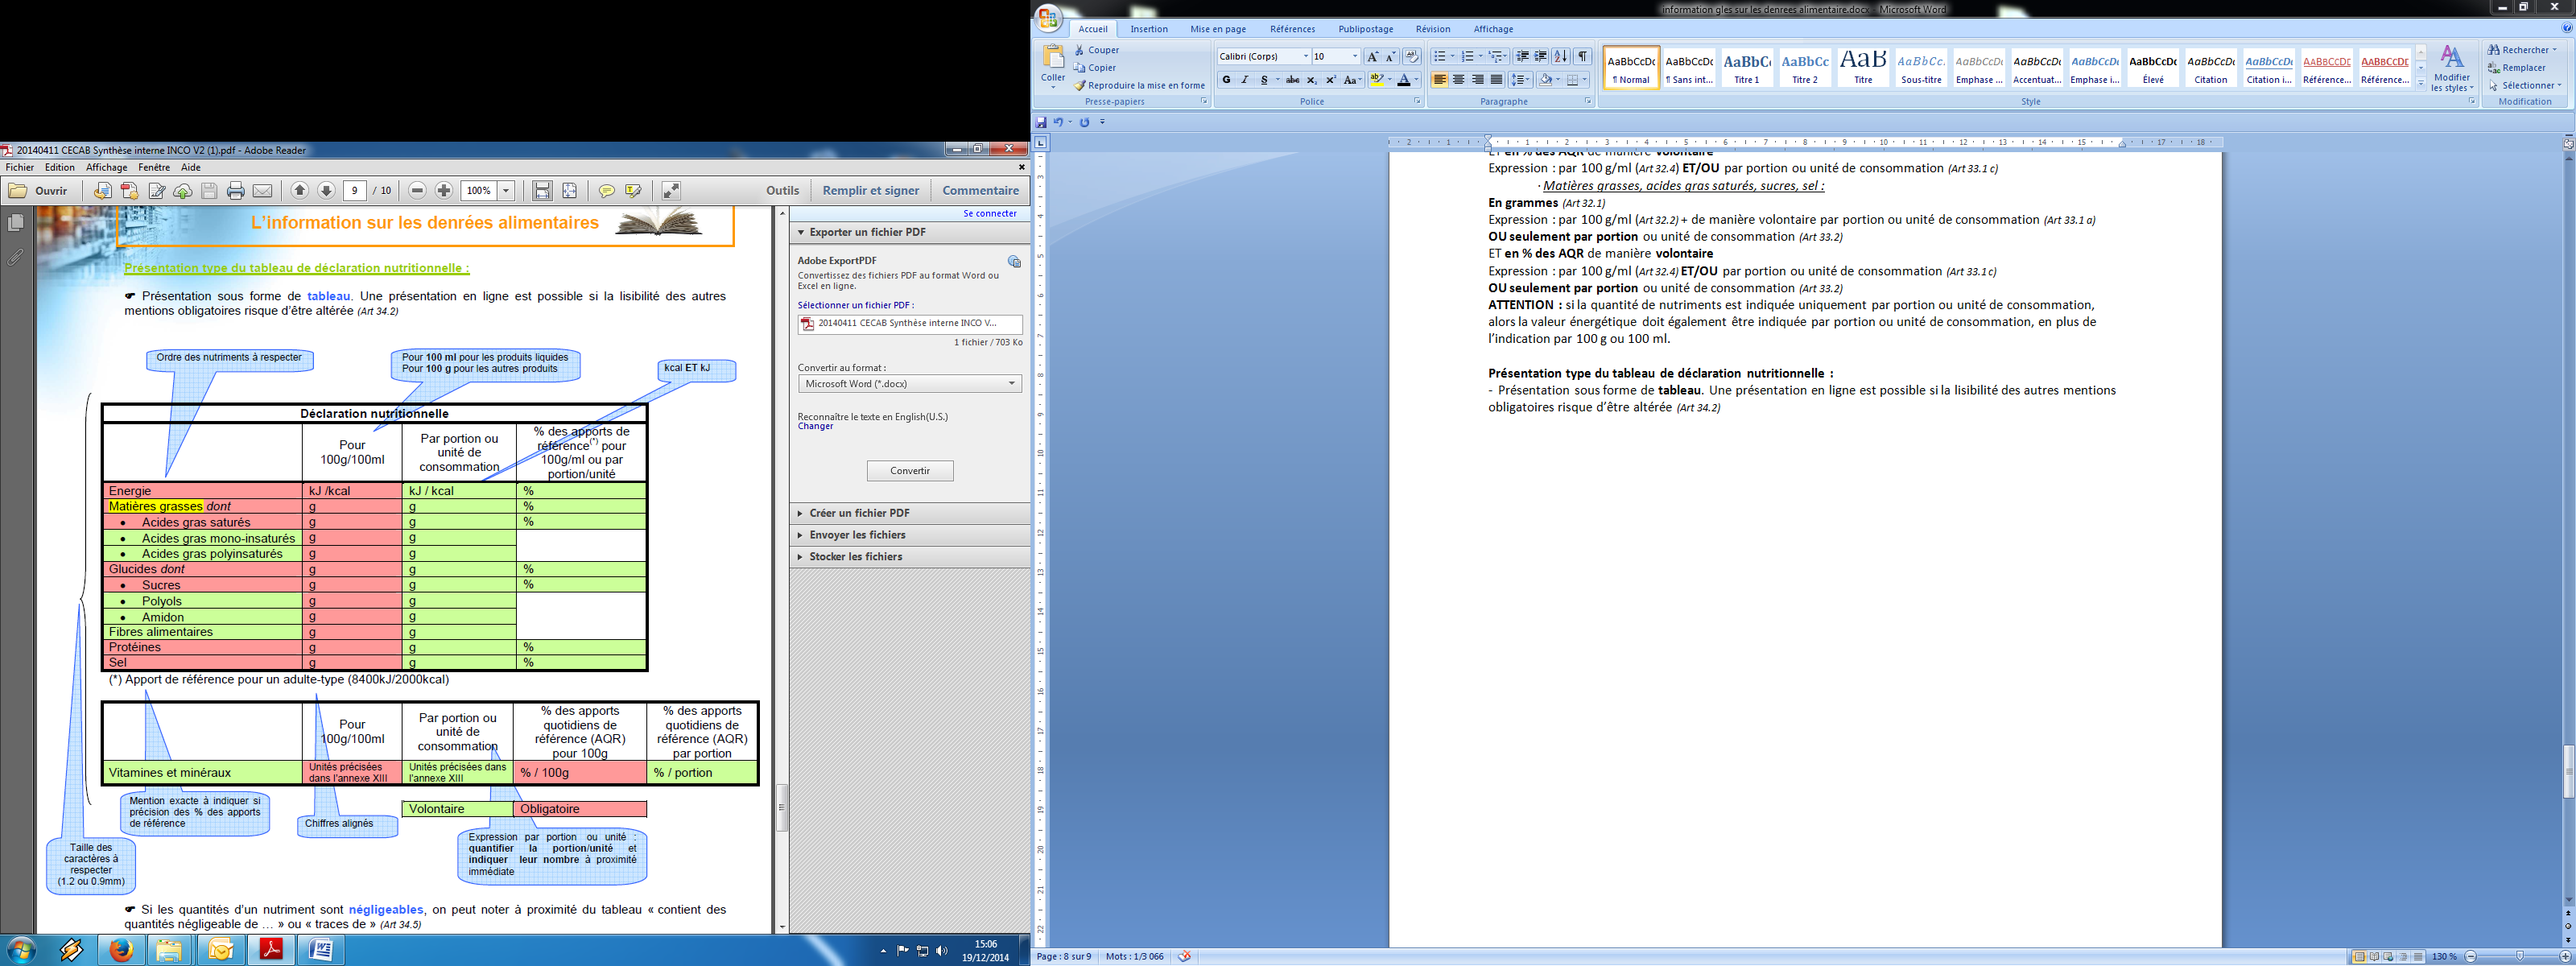 20140411 CECAB Synthèse interne INCO V2 (1).pdf - Adobe Reader
Fichier Edition Affichage Fenêtre Aide
Ouvrir 9 / 10 100% Outils Remplir et signer Commentaire
L'information sur les denrées alimentaires
Présentation type du tableau de déclaration nutritionnelle :
☛ Présentation sous forme de tableau. Une présentation en ligne est possible si la lisibilité des autres
mentions obligatoires risque d'être altérée (Art 34.2)
Ordre des nutriments à respecter
Pour 100 ml pour les produits liquides
Pour 100 g pour les autres produits
kcal ET kJ
Déclaration nutritionnelle
Pour
100g/100ml
Par portion ou
unité de
consommation
% des apports de
référence(*) pour
100g/ml ou par
portion/unité
Energie kJ /kcal kJ / kcal %
Matières grasses dont g g %
• Acides gras saturés g g %
• Acides gras mono-insaturés g g
• Acides gras polyinsaturés g g
Glucides dont g g %
• Sucres g g %
• Polyols g g
• Amidon g g
Fibres alimentaires g g
Protéines g g %
Sel g g %
(*) Apport de référence pour un adulte-type (8400kJ/2000kcal)
Pour
100g/100ml
Par portion ou
unité de
consommation
% des apports
quotidiens de
référence (AQR)
pour 100g
% des apports
quotidiens de
référence (AQR)
par portion
Vitamines et minéraux
Unités précisées
dans l'annexe XIII
Unités précisées dans
l'annexe XIII
% / 100g
% / portion
Mention exacte à indiquer si
précision des % des apports
de référence
Chiffres alignés
Volontaire Obligatoire
Expression par portion ou unité :
quantifier la portion/unité et
indiquer leur nombre à proximité
immédiate
Taille des
caractères à
respecter
(1.2 ou 0.9mm)
☛ Si les quantités d'un nutriment sont négligeables, on peut noter à proximité du tableau « contient des
quantités négligeable de … » ou « traces de » (Art 34.5)
Se connecter
Exporter un fichier PDF
Adobe ExportPDF
Convertissez des fichiers PDF au format Word ou
Excel en ligne.
Sélectionner un fichier PDF :
20140411 CECAB Synthèse interne INCO V...
1 fichier / 703 Ko
Convertir au format :
Microsoft Word (*.docx)
Reconnaître le texte en English(U.S.)
Changer
Convertir
Créer un fichier PDF
Envoyer les fichiers
Stocker les fichiers
15:06
19/12/2014
information gles sur les denrees alimentaire.docx - Microsoft Word
Accueil Insertion Mise en page Références Publipostage Révision Affichage
Coller
Couper
Copier
Reproduire la mise en forme
Presse-papiers
Calibri (Corps) 10
G I S abc x₂ x² Aa
Police
Paragraphe
AaBbCcDc AaBbCcDc AaBbC AaBbCc AaB AaBbCc. AaBbCcDc AaBbCcDc AaBbCcDc AaBbCcDc AaBbCcDc AaBbCcDc AaBbCcDc AaBbCcDc
¶ Normal ¶ Sans int... Titre 1 Titre 2 Titre Sous-titre Emphase ... Accentuat... Emphase i... Élevé Citation Citation i... Référence... Référence...
Style
Modifier
les styles
Rechercher
Remplacer
Sélectionner
Modification
ET en % des AQR de manière volontaire
Expression : par 100 g/ml (Art 32.4) ET/OU par portion ou unité de consommation (Art 33.1 c)
· Matières grasses, acides gras saturés, sucres, sel :
En grammes (Art 32.1)
Expression : par 100 g/ml (Art 32.2) + de manière volontaire par portion ou unité de consommation (Art 33.1 a)
OU seulement par portion ou unité de consommation (Art 33.2)
ET en % des AQR de manière volontaire
Expression : par 100 g/ml (Art 32.4) ET/OU par portion ou unité de consommation (Art 33.1 c)
OU seulement par portion ou unité de consommation (Art 33.2)
ATTENTION : si la quantité de nutriments est indiquée uniquement par portion ou unité de consommation,
alors la valeur énergétique doit également être indiquée par portion ou unité de consommation, en plus de
l'indication par 100 g ou 100 ml.
Présentation type du tableau de déclaration nutritionnelle :
- Présentation sous forme de tableau. Une présentation en ligne est possible si la lisibilité des autres mentions
obligatoires risque d'être altérée (Art 34.2)
Page : 8 sur 9 Mots : 1/3 066 130 %